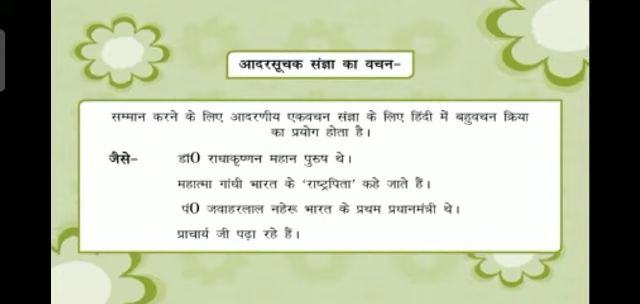 आदरसूचक संज्ञा का वचन-
सम्मान करने के लिए आदरणीय एकवचन संज्ञा के लिए हिंदी में बहुवचन क्रिया
का प्रयोग होता है।
जैसे- डा0 राधाकृष्णन महान पुरुष थे।
महात्मा गांधी भारत के 'राष्ट्रपिता' कहे जाते हैं।
पं0 जवाहरलाल नहेरू भारत के प्रथम प्रधानमंत्री थे।
प्राचार्य जी पढ़ा रहे हैं।